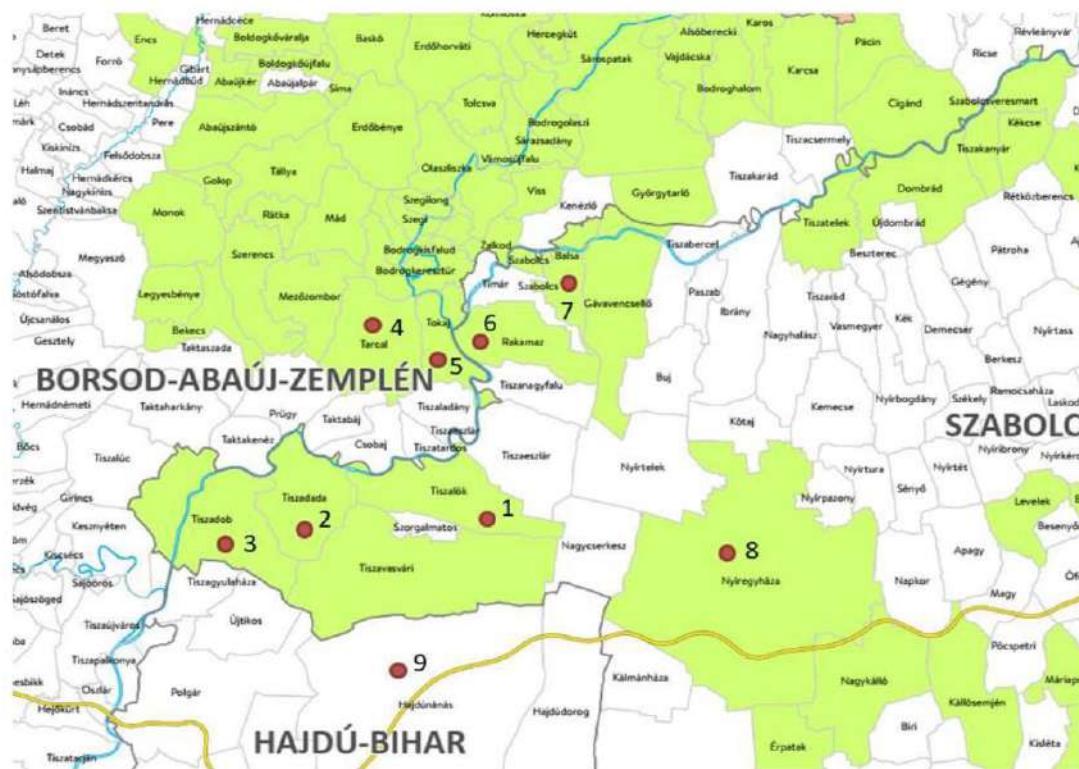 Beret
Hernádcéce
Encs
Boldogkőváralja
Baskó
Erdőhorváti
Hercegkút
Alsóberecki
Karos
Pácin
Révleányvár
Ricse
Detek
Forró
Gibárt
Hernádbűd
Boldogkőújfalu
Abaújkér
Abaújalpár
Sima
Sárospatak
Vajdácska
Karcsa
Bodroghalom
Ináncs
Hernádszentandrás
Pere
Csobád
Tolcsva
Cigánd
Szabolcsveresmart
Kékcse
Abaújszántó
Erdőbénye
Bodrogolaszi
Sárazsadány
Kiskinizs
Felsődobsza
Vámosújfalu
Tiszacsermely
Tiszakanyár
Halmaj
Hernádkércs
Nagykinizs
Golop
Tállya
Olaszliszka
Viss
Györgytarló
Tiszakarád
Dombrád
Rétközberencs
Szentistvánbaksa
Monok
Rátka
Mád
Szegilong
Szegi
Kenézlő
Tiszatelek
Újdombrád
Megyaszó
Szerencs
Bodrogkisfalud
Zalkod
Szabolcs
Balsa
Tiszabercel
Beszterec
Pátroha
Alsódobsza
Bodrogkeresztúr
Legyesbénye
Mezőzombor
Timár
Szabolcs
7
Gávavencsellő
Paszab
Gégény
Újcsanálos
Ibrány
Tiszarád
Kék
Gesztely
Bekecs
4
Tokaj
6
Nagyhalász
Vasmegyer
Demecser
Nyírtass
Taktaszada
Tarcal
5
Rakamaz
Berkesz
BORSOD-ABAÚJ-ZEMPLÉN
Tiszanagyfalu
Buj
Hernádnémeti
Taktaharkány
Prügy
Taktabáj
Tiszaladány
Kemecse
Nyírbogdány
Székely
Ramocsaháza
Laskod
Bőcs
Taktakenéz
Csobaj
Tiszatardos
Kótaj
SZABOLC
Tiszalúc
Tiszaeszlár
Nyírtelek
Nyírtura
Nyírtét
Nyíribrony
Girincs
Tiszadada
Tiszalök
Nyírpazony
Sényő
Levelek
Kesznyéten
Tiszadob
2
1
Szorgalmatos
Kiscsécs
3
Nagycserkesz
8
Apagy
Sajóörös
Tiszavasvári
Nyíregyháza
Napkor
Tiszagyulaháza
Magy
Tiszaújváros
Újtikos
Tiszapalkonya
Pócspetri
Oszlár
9
Polgár
Kálmánháza
Nagykálló
Hejőkürt
Hajdúnánás
Hajdúdorog
Kállósemjén
Biri
HAJDÚ-BIHAR
Érpatak
Kisléta
Tiszatarján